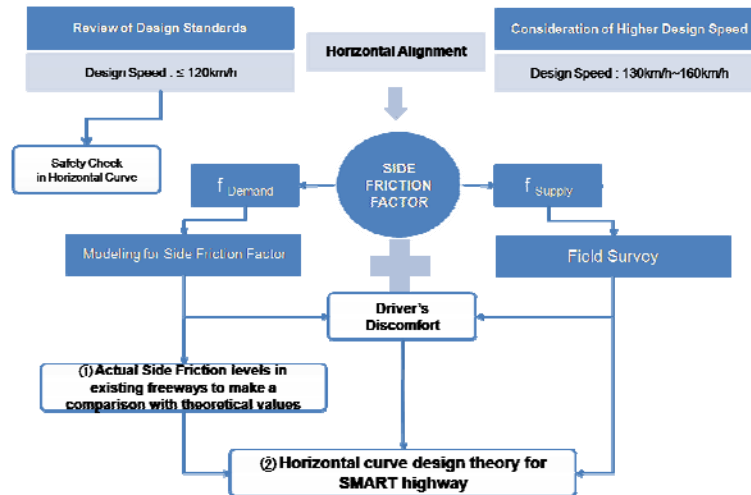 Review of Design Standards
Design Speed : ≤ 120km/h
Horizontal Alignment
Consideration of Higher Design Speed
Design Speed : 130km/h~160km/h
Safety Check
in Horizontal Curve
SIDE
FRICTION
FACTOR
f Demand
f Supply
Modeling for Side Friction Factor
Field Survey
Driver's
Discomfort
①Actual Side Friction levels in
existing freeways to make a
comparison with theoretical values
② Horizontal curve design theory for
SMART highway